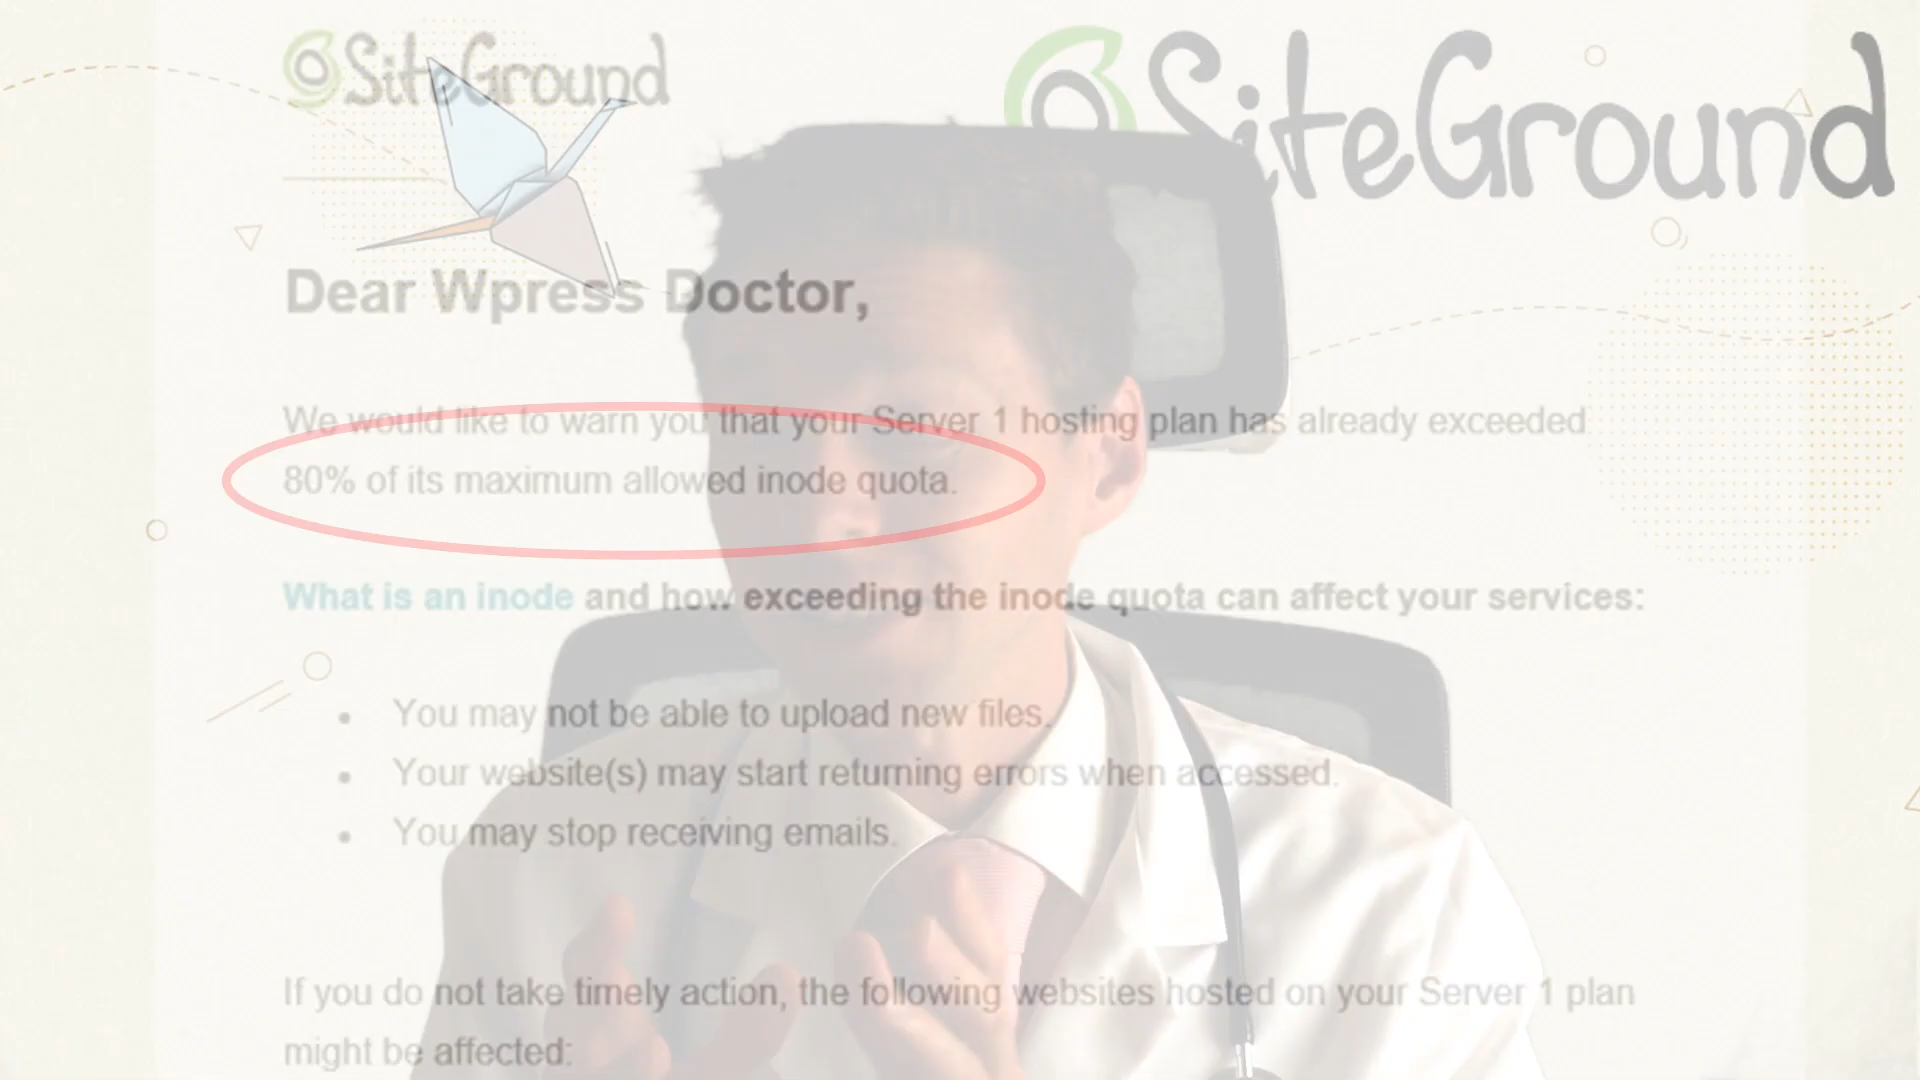 SiteGround
SiteGround
Dear Wpress Doctor,
We would like to warn you that your Server 1 hosting plan has already exceeded
80% of its maximum allowed inode quota.
What is an inode and how exceeding the inode quota can affect your services:
• You may not be able to upload new files.
• Your website(s) may start returning errors when accessed.
• You may stop receiving emails.
If you do not take timely action, the following websites hosted on your Server 1 plan
might be affected: